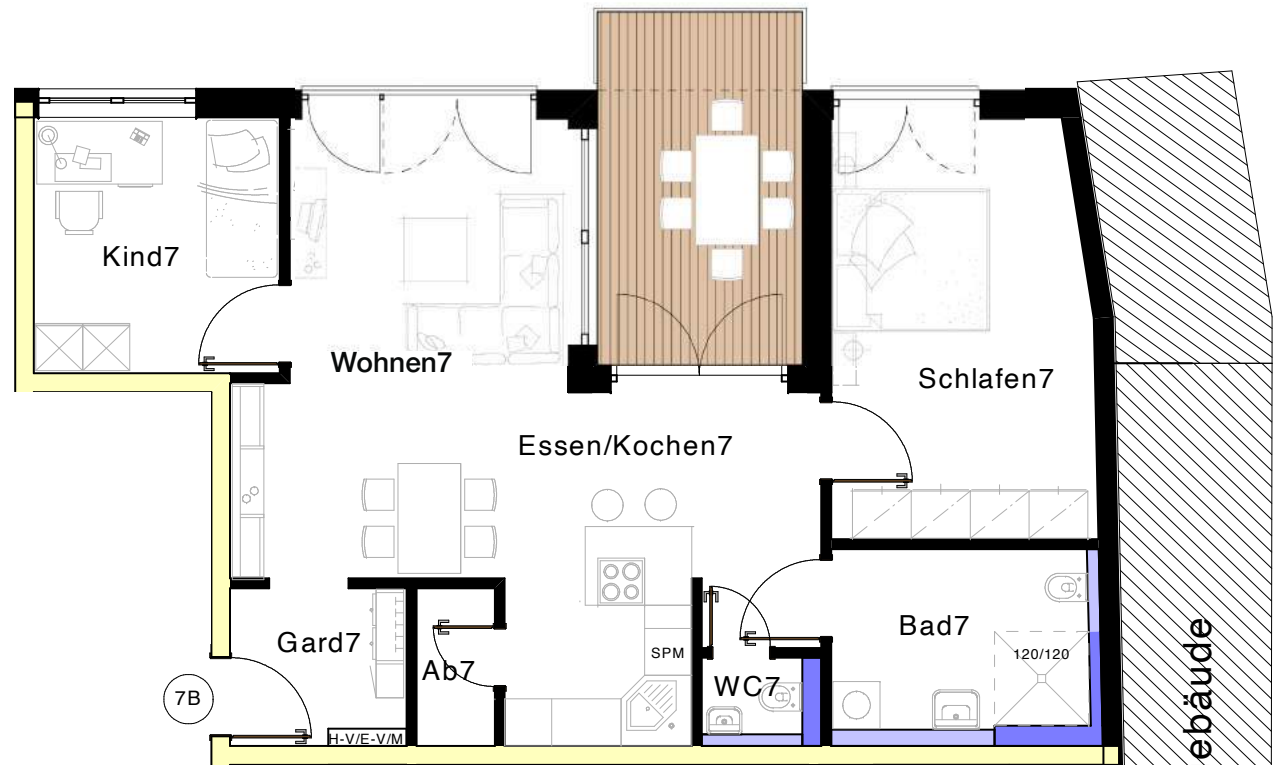 Kind7
Wohnen7
Schlafen7
Essen/Kochen7
Gard7
Ab7
SPM
WC7
Bad7
120/120
7B
H-V/E-V/M
ebäude